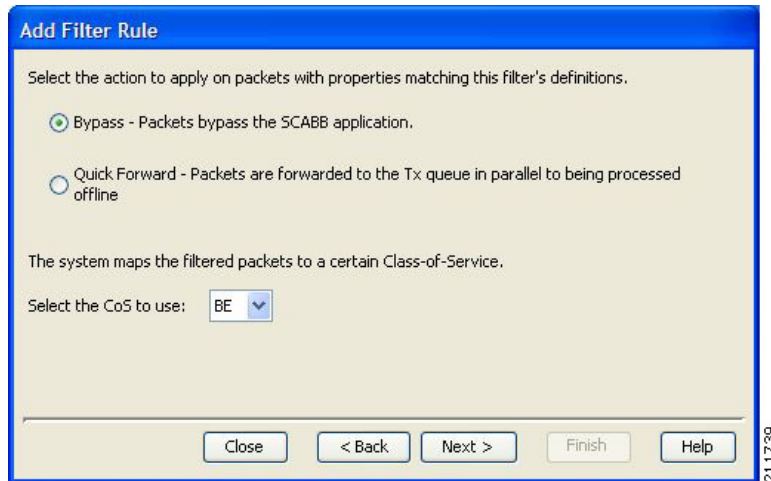 Add Filter Rule
Select the action to apply on packets with properties matching this filter's definitions.
Bypass - Packets bypass the SCABB application.
Quick Forward - Packets are forwarded to the Tx queue in parallel to being processed
offline
The system maps the filtered packets to a certain Class-of-Service.
Select the CoS to use: BE
Close < Back Next > Finish Help
211739